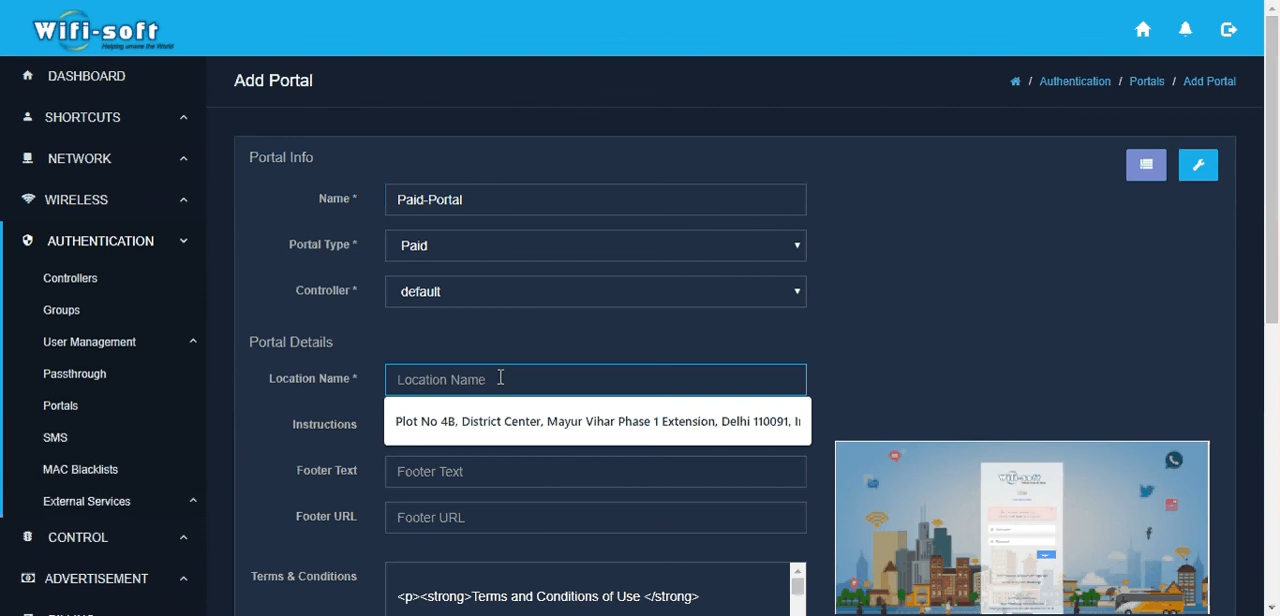 Wifi-soft
Helping unwire the World
DASHBOARD
SHORTCUTS
NETWORK
WIRELESS
AUTHENTICATION
Controllers
Groups
User Management
Passthrough
Portals
SMS
MAC Blacklists
External Services
CONTROL
ADVERTISEMENT
Add Portal
/ Authentication / Portals / Add Portal
Portal Info
Name * Paid-Portal
Portal Type * Paid
Controller * default
Portal Details
Location Name * Location Name
Plot No 4B, District Center, Mayur Vihar Phase 1 Extension, Delhi 110091, I
Instructions
Footer Text Footer Text
Footer URL Footer URL
Terms & Conditions
<p><strong>Terms and Conditions of Use </strong>
Wifi-soft